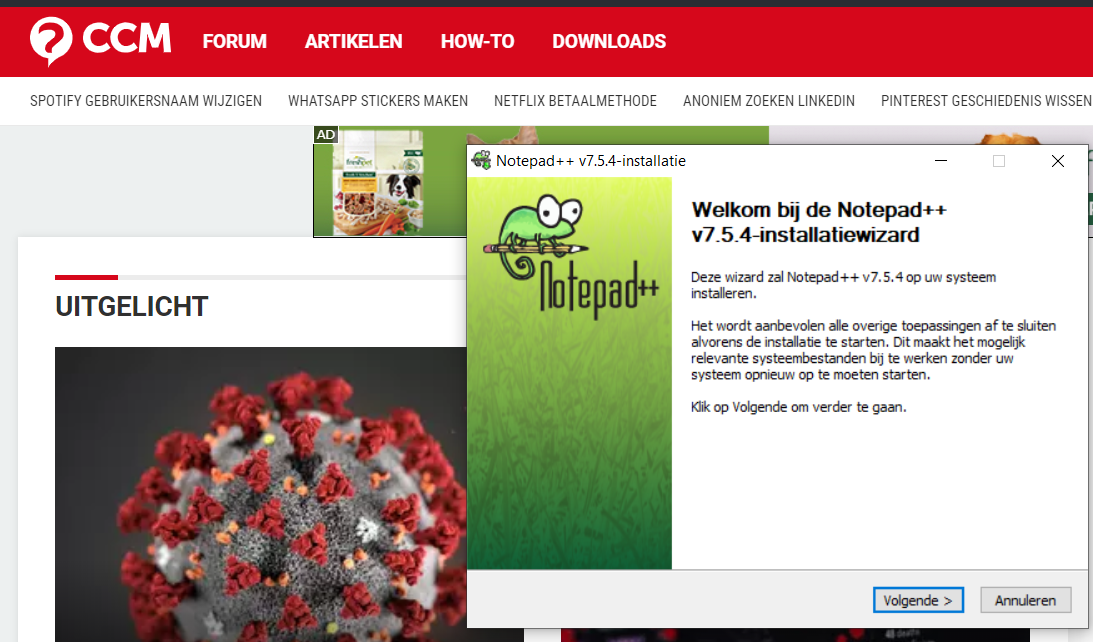 CCM
FORUM
ARTIKELEN
HOW-TO
DOWNLOADS
SPOTIFY GEBRUIKERSNAAM WIJZIGEN
WHATSAPP STICKERS MAKEN
NETFLIX BETAALMETHODE
ANONIEM ZOEKEN LINKEDIN
PINTEREST GESCHIEDENIS WISSEN
AD
freshpet
UITGELICHT
Notepad++ v7.5.4-installatie
Notepad++
Welkom bij de Notepad++
v7.5.4-installatiewizard
Deze wizard zal Notepad++ v7.5.4 op uw systeem
installeren.
Het wordt aanbevolen alle overige toepassingen af te sluiten
alvorens de installatie te starten. Dit maakt het mogelijk
relevante systeembestanden bij te werken zonder uw
systeem opnieuw op te moeten starten.
Klik op Volgende om verder te gaan.
Volgende >
Annuleren